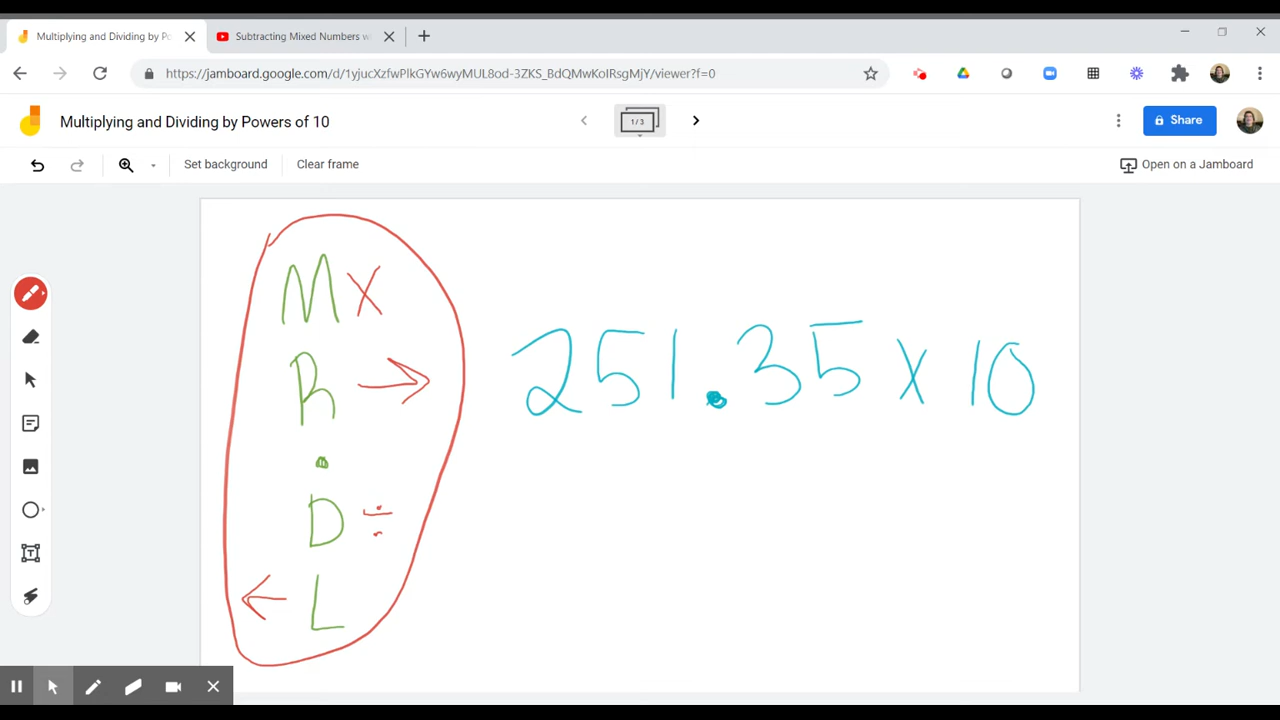 Multiplying and Dividing by Po
Subtracting Mixed Numbers w
https://jamboard.google.com/d/1yjucXzfwPlkGYw6wyMUL8od-3ZKS_BdQMwKoIRsgMjY/viewer?f=0
Multiplying and Dividing by Powers of 10
1/3
Share
Set background
Clear frame
Open on a Jamboard
M x
R →
.
D ÷
← L
251.35 x 10